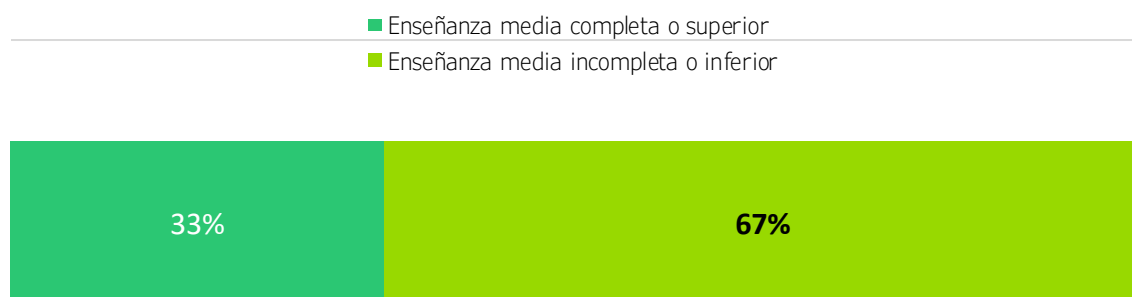 Enseñanza media completa o superior
Enseñanza media incompleta o inferior
33%
67%